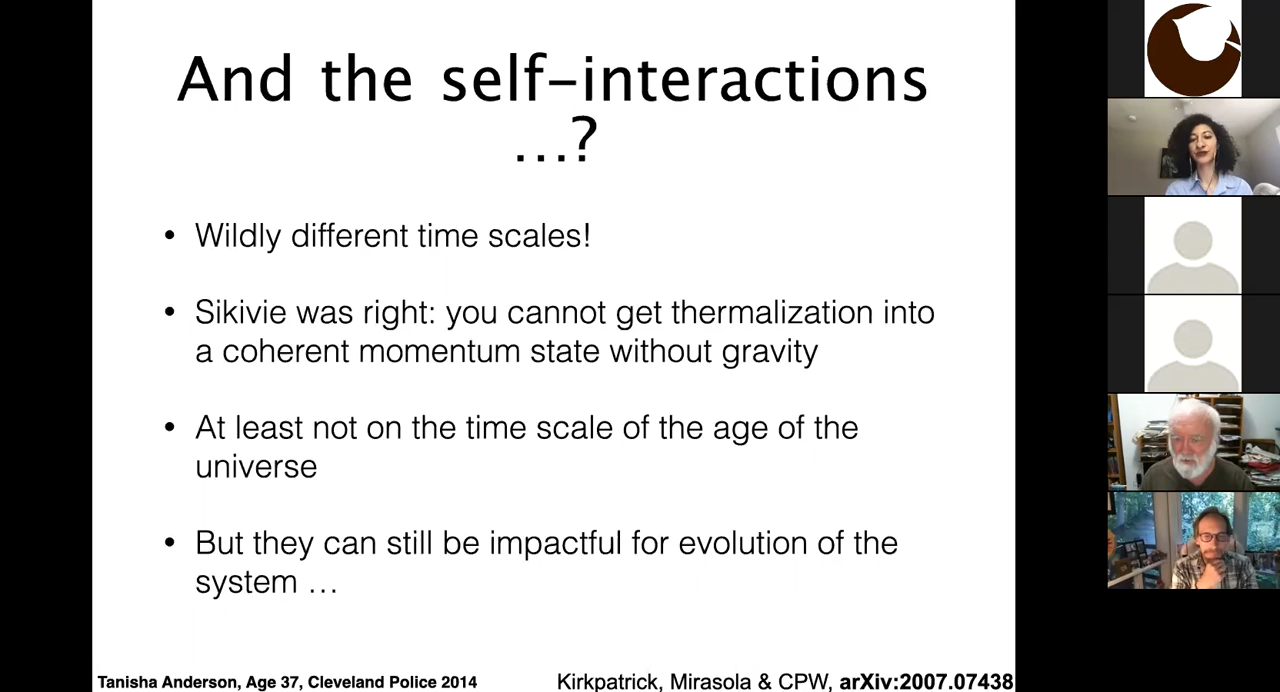 And the self-interactions
...?
• Wildly different time scales!
• Sikivie was right: you cannot get thermalization into
a coherent momentum state without gravity
• At least not on the time scale of the age of the
universe
• But they can still be impactful for evolution of the
system ...
Tanisha Anderson, Age 37, Cleveland Police 2014
Kirkpatrick, Mirasola & CPW, arXiv:2007.07438